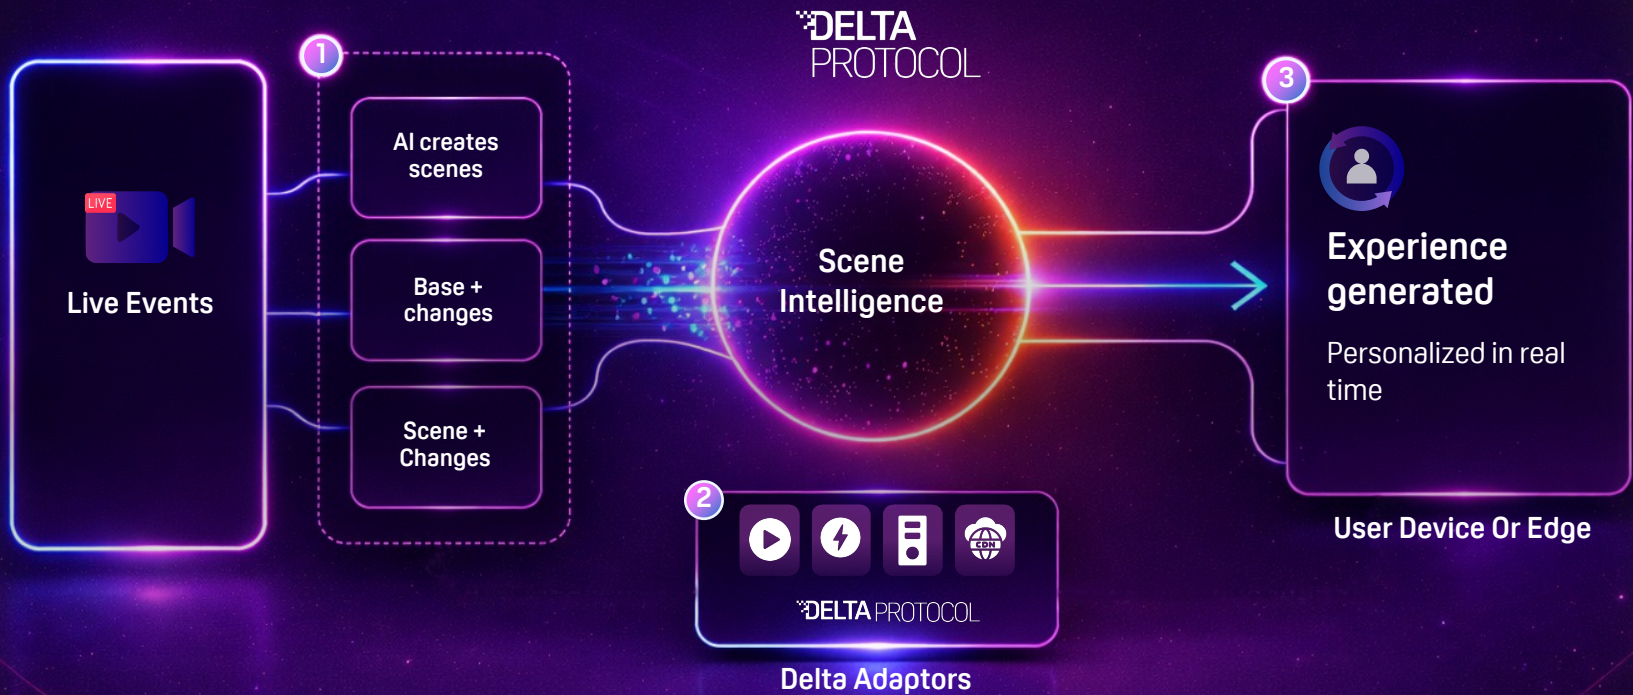 DELTA
PROTOCOL
LIVE
Live Events
1
AI creates
scenes
Base +
changes
Scene +
Changes
Scene
Intelligence
2
CDN
DELTA PROTOCOL
Delta Adaptors
3
Experience
generated
Personalized in real
time
User Device Or Edge